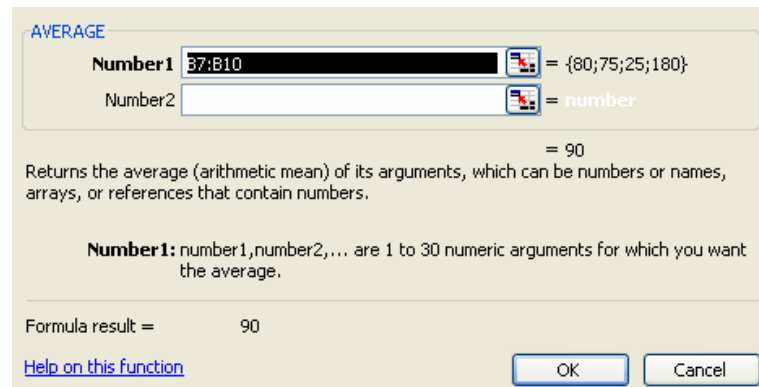 AVERAGE
Number1 B7:B10 = {80;75;25;180}
Number2 = number
= 90
Returns the average (arithmetic mean) of its arguments, which can be numbers or names,
arrays, or references that contain numbers.
Number1: number1,number2,... are 1 to 30 numeric arguments for which you want
the average.
Formula result = 90
Help on this function OK Cancel